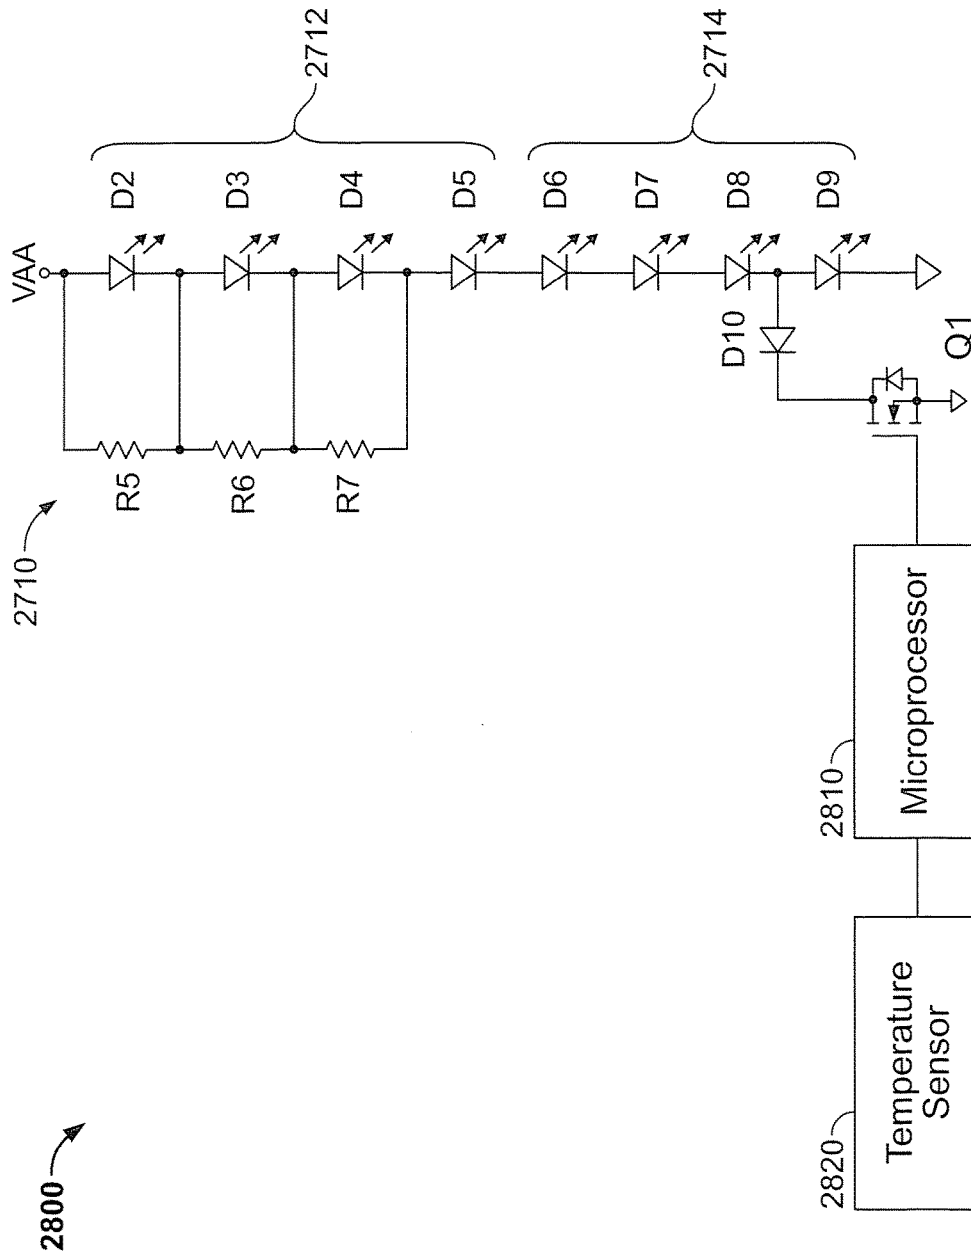 2800
2710
VAA
R5
R6
R7
D2
D3
D4
D5
D6
D7
D8
D9
2712
2714
D10
Q1
2820
Temperature
Sensor
2810
Microprocessor